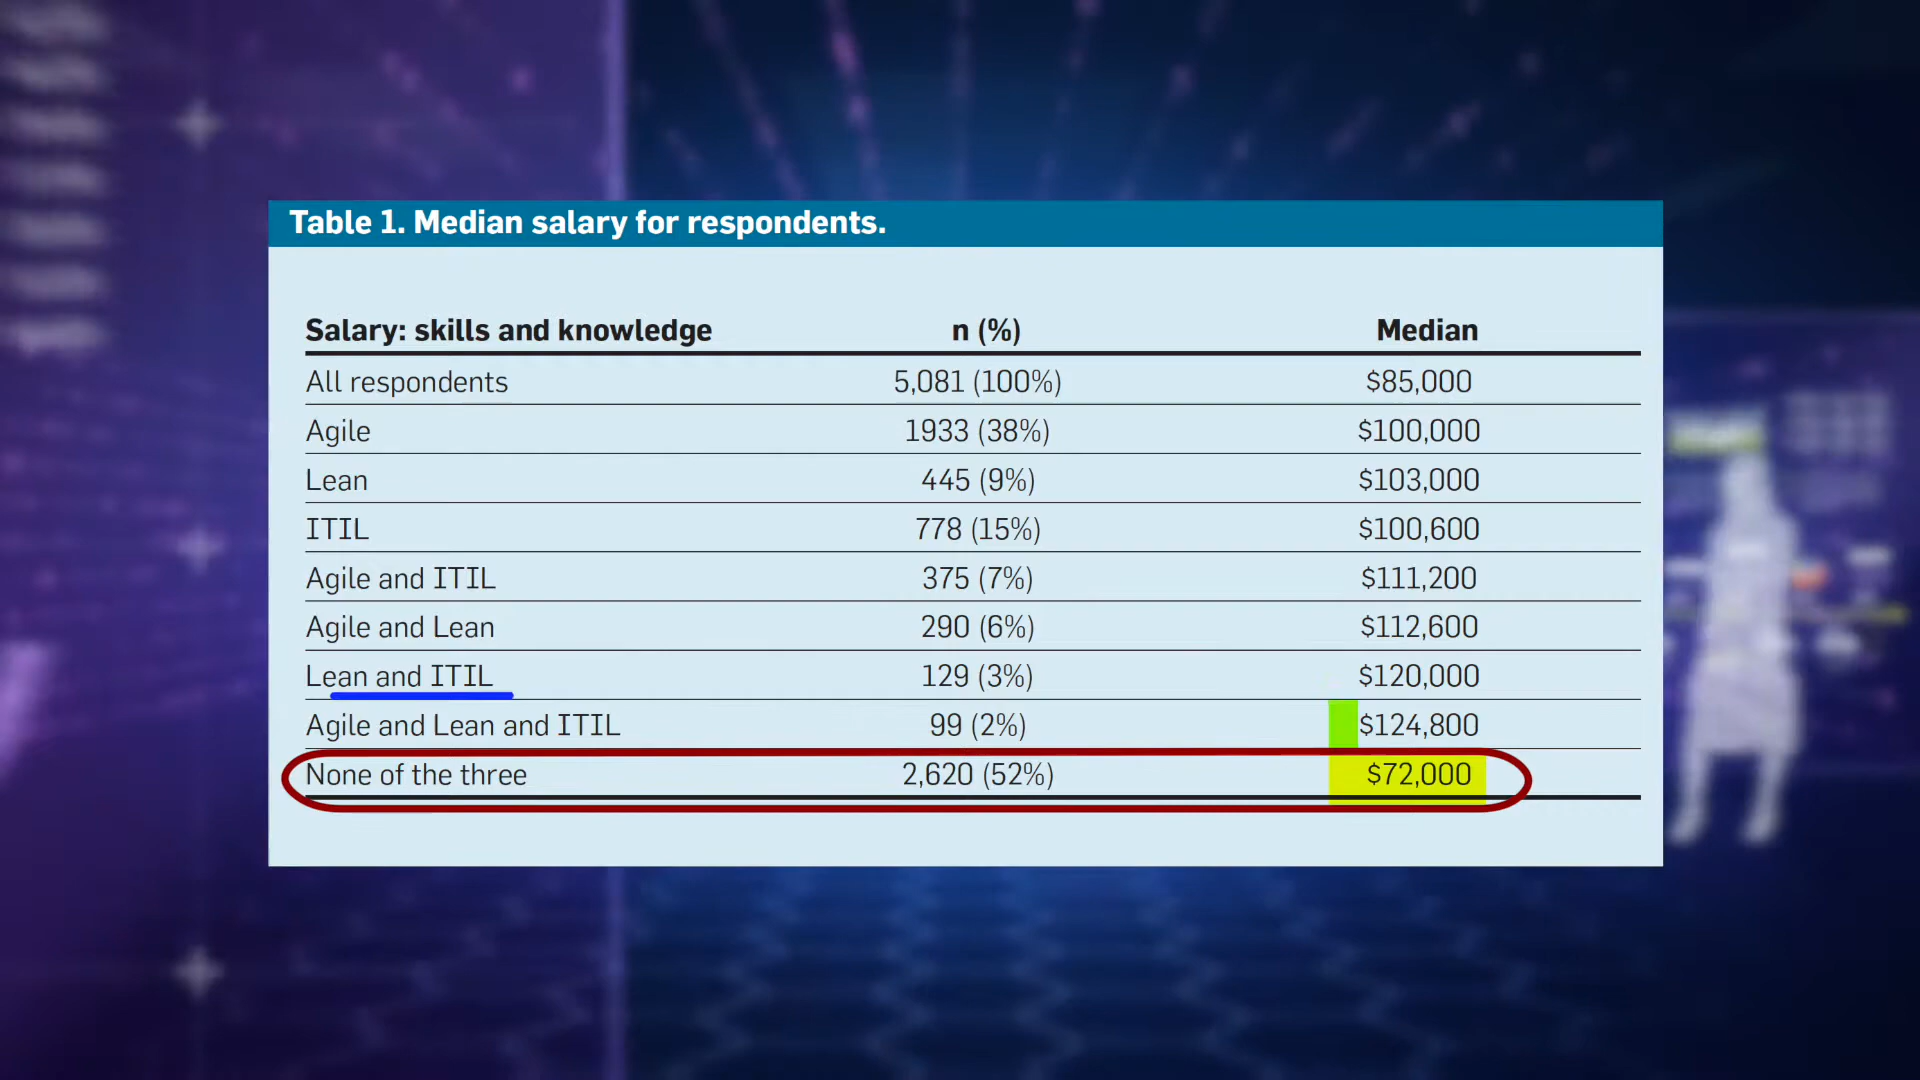 Table 1. Median salary for respondents.
Salary: skills and knowledge n (%) Median
All respondents 5,081 (100%) $85,000
Agile 1933 (38%) $100,000
Lean 445 (9%) $103,000
ITIL 778 (15%) $100,600
Agile and ITIL 375 (7%) $111,200
Agile and Lean 290 (6%) $112,600
Lean and ITIL 129 (3%) $120,000
Agile and Lean and ITIL 99 (2%) $124,800
None of the three 2,620 (52%) $72,000